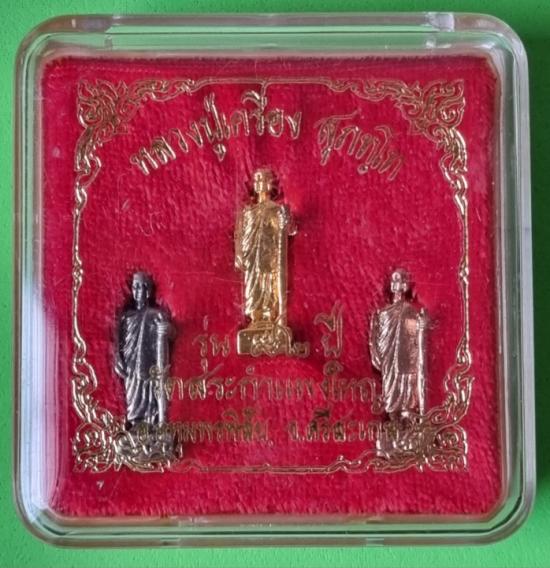 หลวงปู่เครื่อง สุภทฺโท
รุ่น ๙๒ ปี
วัดสระกำแพงใหญ่
อ.อุทุมพรพิสัย จ.ศรีสะเกษ